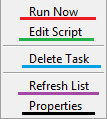 Run Now
Edit Script
Delete Task
Refresh List
Properties